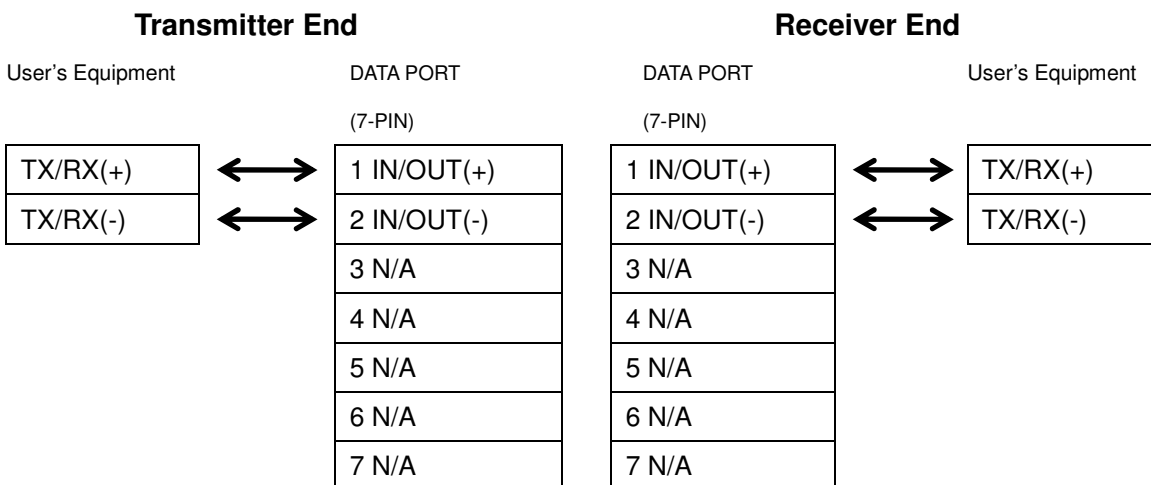 Transmitter End Receiver End
User's Equipment DATA PORT DATA PORT User's Equipment
(7-PIN) (7-PIN)
TX/RX(+) 1 IN/OUT(+) 1 IN/OUT(+) TX/RX(+)
TX/RX(-) 2 IN/OUT(-) 2 IN/OUT(-) TX/RX(-)
3 N/A 3 N/A
4 N/A 4 N/A
5 N/A 5 N/A
6 N/A 6 N/A
7 N/A 7 N/A